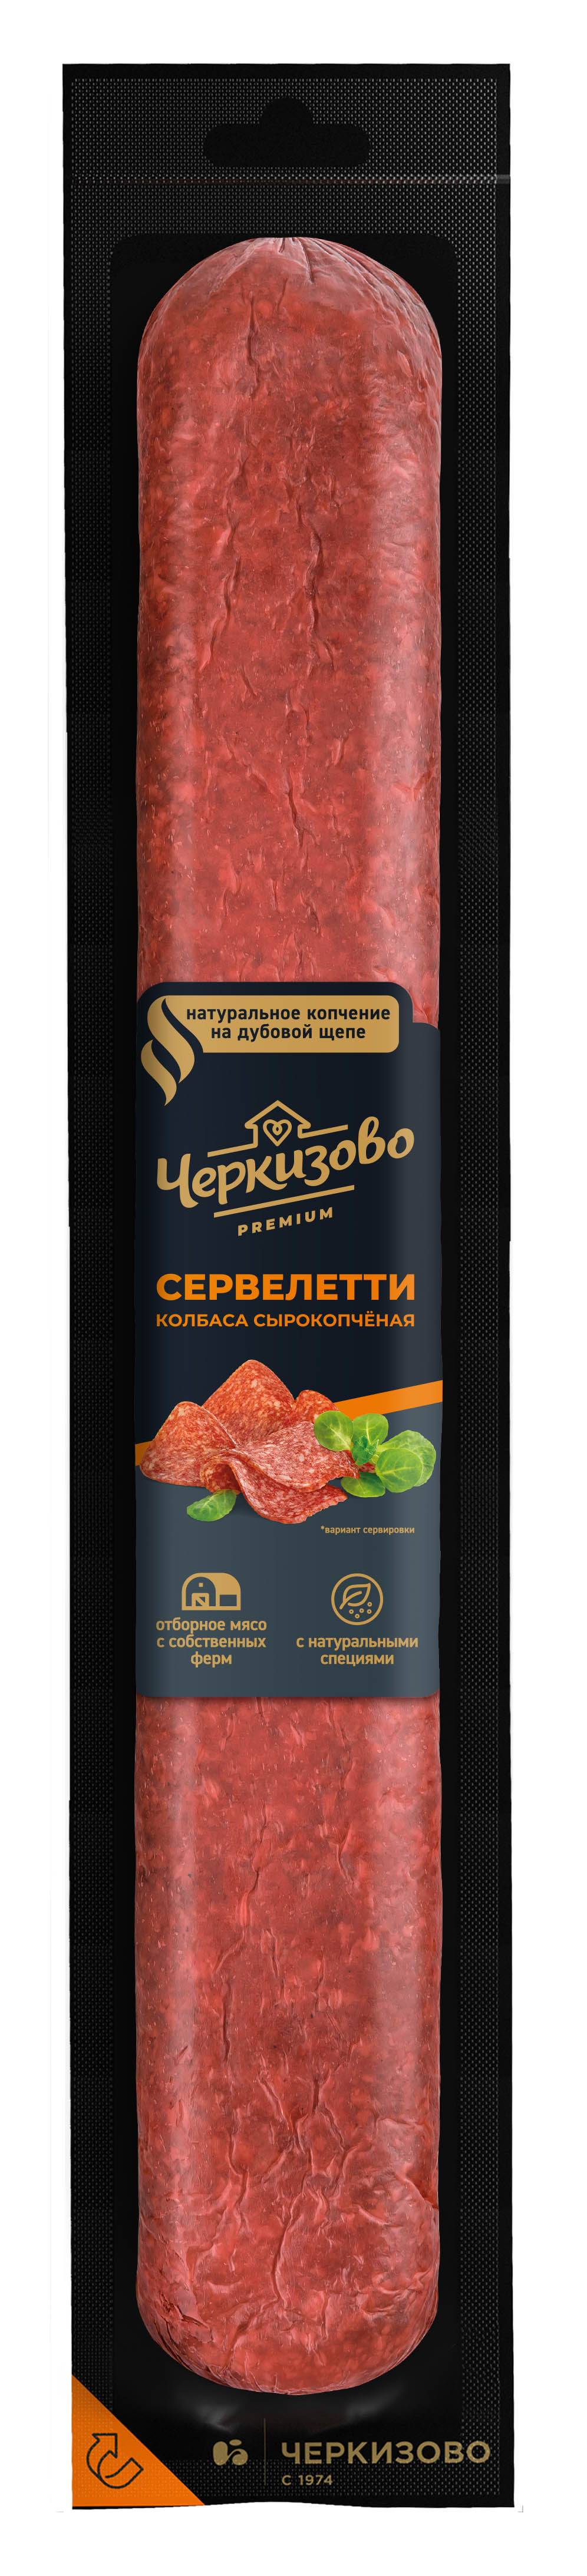 натуральное копчение
на дубовой щепе
Черкизово
PREMIUM
СЕРВЕЛЕТТИ
КОЛБАСА СЫРОКОПЧЁНАЯ
*вариант сервировки
отборное мясо
с собственных
ферм
с натуральными
специями
ЧЕРКИЗОВО
С 1974